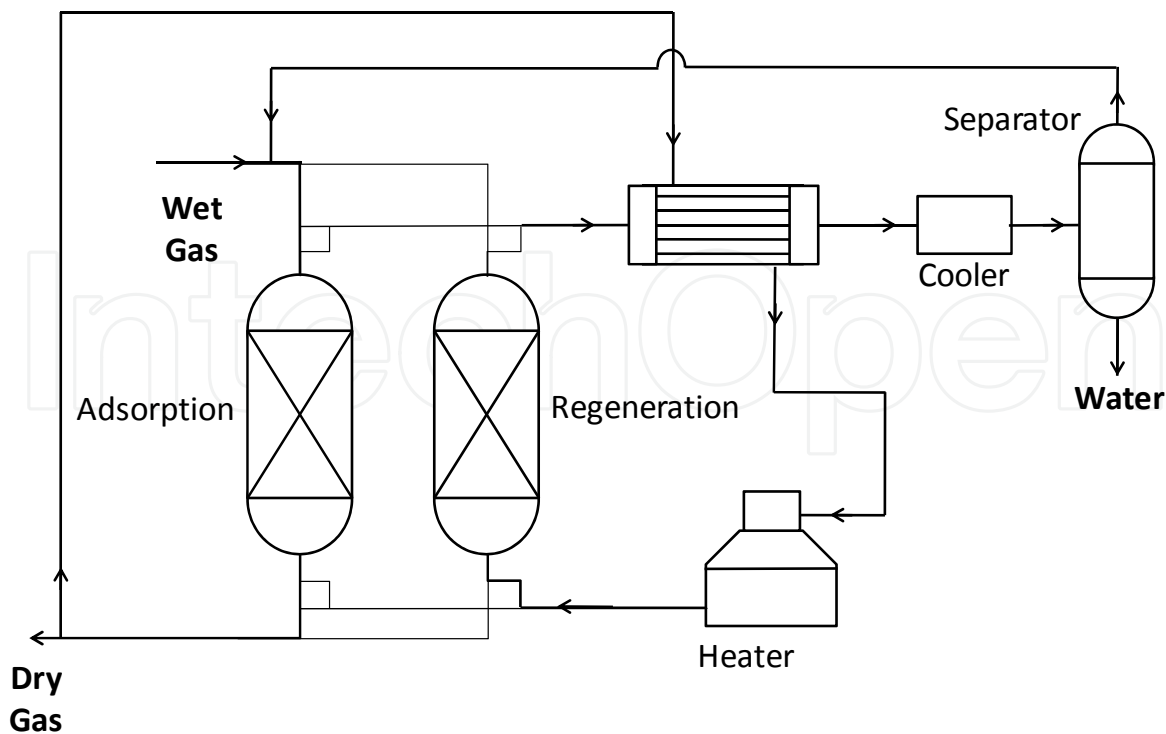 Separator
Wet
Gas
Cooler
IntechOpen
Adsorption
Regeneration
Water
Heater
Dry
Gas